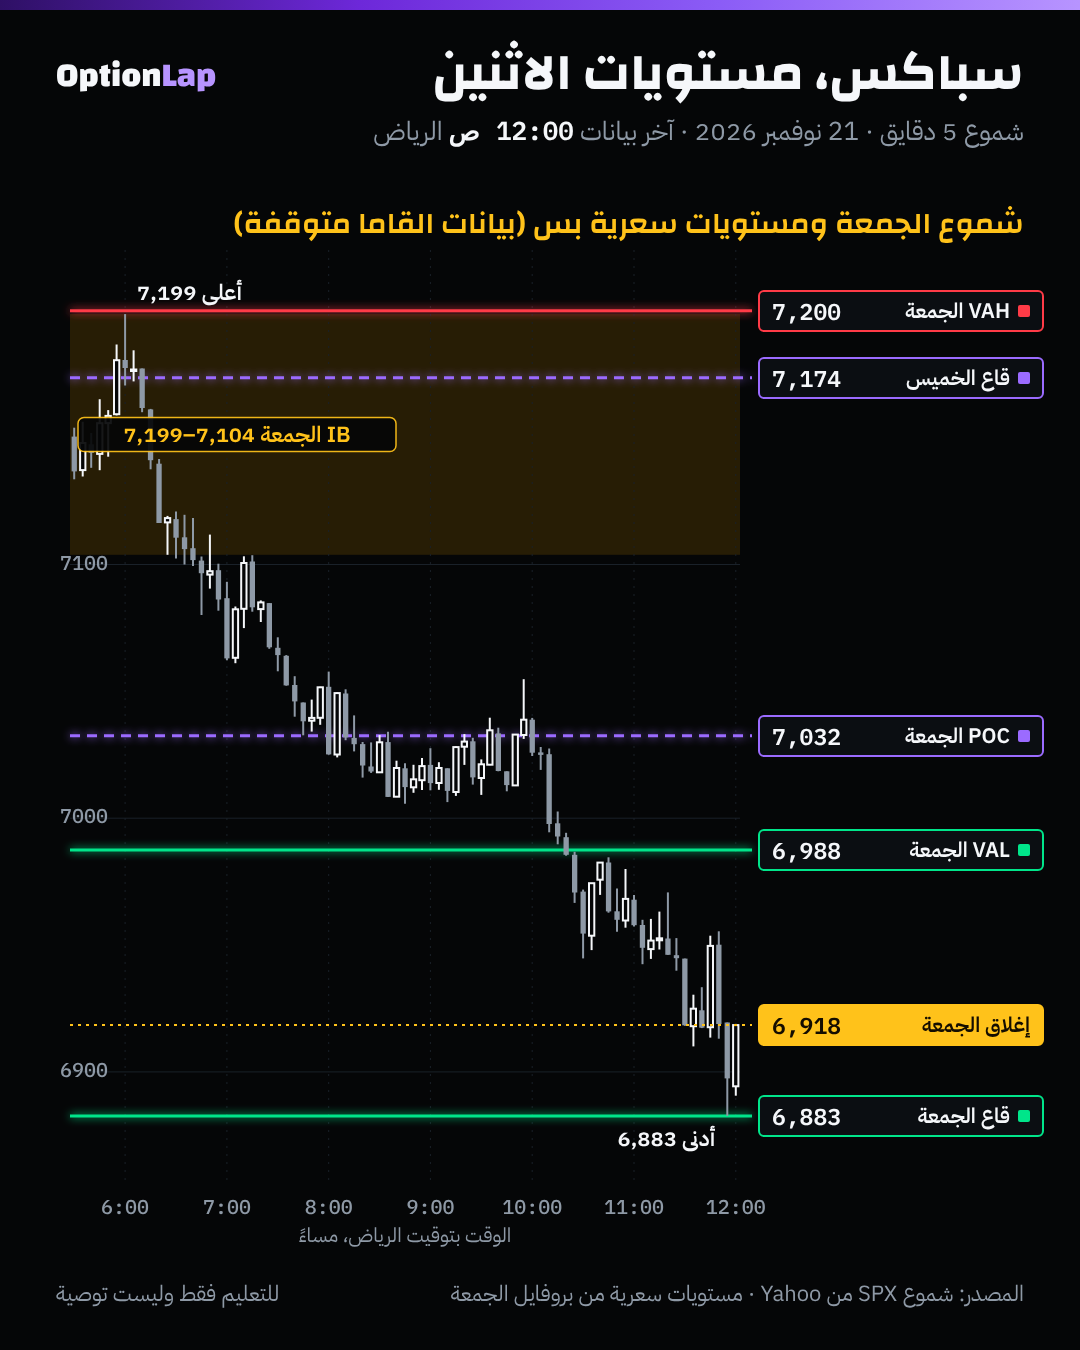 سباكس، مستويات الاثنين
OptionLap
شموع 5 دقايق · 21 نوفمبر 2026 · آخر بيانات 12:00 ص الرياض
شموع الجمعة ومستويات سعرية بس (بيانات القاما متوقفة)
أعلى 7,199
VAH الجمعة 7,200
قاع الخميس 7,174
IB الجمعة 7,104–7,199
7100
POC الجمعة 7,032
7000
VAL الجمعة 6,988
إغلاق الجمعة 6,918
6900
قاع الجمعة 6,883
أدنى 6,883
6:00 7:00 8:00 9:00 10:00 11:00 12:00
الوقت بتوقيت الرياض، مساءً
المصدر: شموع SPX من Yahoo · مستويات سعرية من بروفايل الجمعة
للتعليم فقط وليست توصية